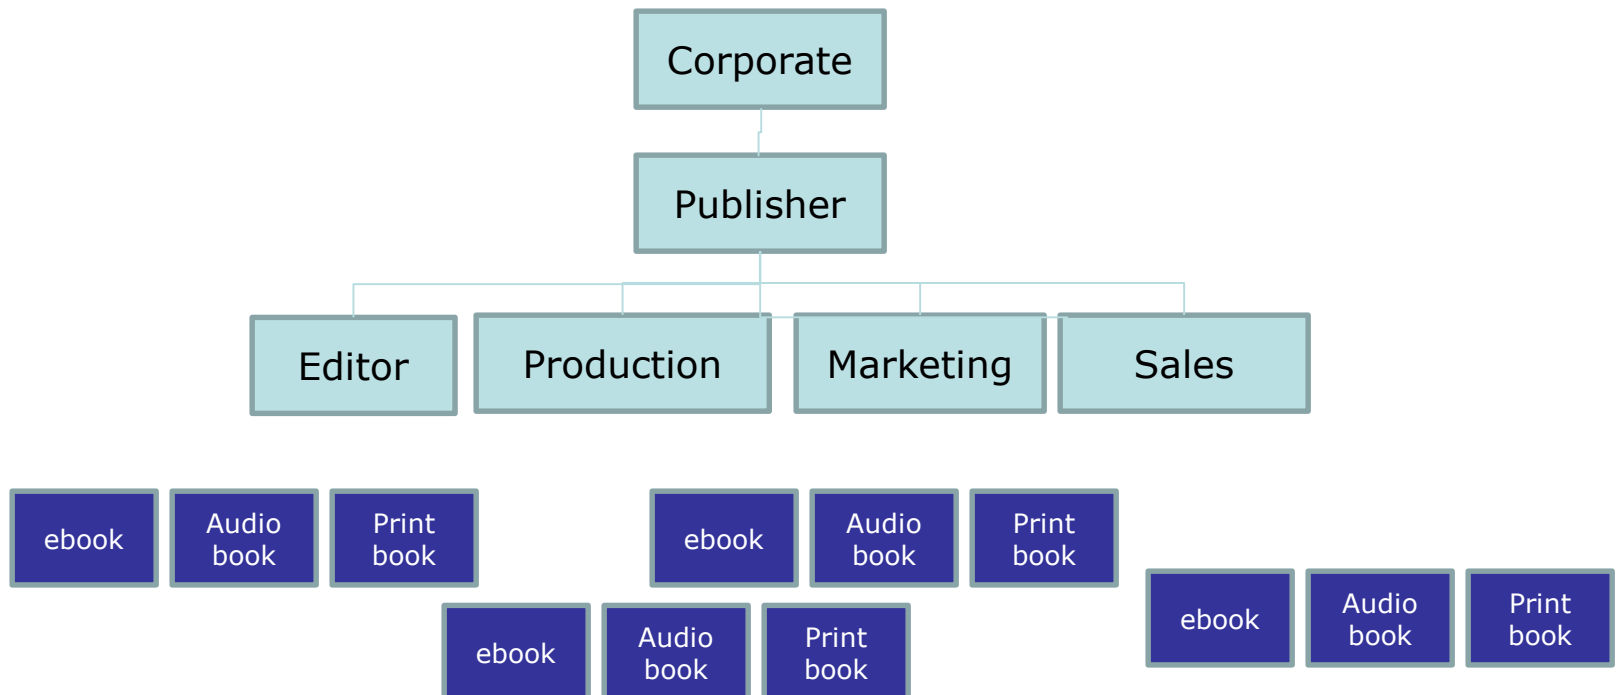 Corporate
Publisher
Editor
Production
Marketing
Sales
ebook
Audio
book
Print
book
ebook
Audio
book
Print
book
ebook
Audio
book
Print
book
ebook
Audio
book
Print
book